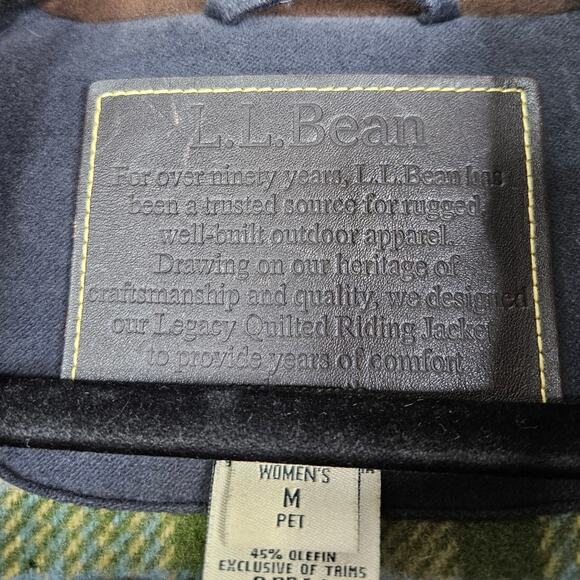 L.L.Bean
For over ninety years, L.L.Bean has
been a trusted source for rugged,
well-built outdoor apparel.
Drawing on our heritage of
craftsmanship and quality, we designed
our Legacy Quilted Riding Jacket
to provide years of comfort
WOMEN'S
M
PET
45% OLEFIN
EXCLUSIVE OF TRIMS